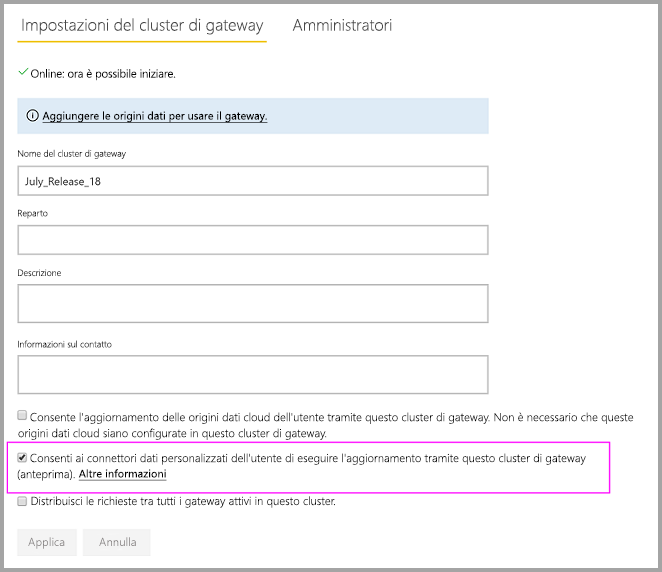 Impostazioni del cluster di gateway
Amministratori
Online: ora è possibile iniziare.
Aggiungere le origini dati per usare il gateway.
Nome del cluster di gateway
July_Release_18
Reparto
Descrizione
Informazioni sul contatto
Consente l'aggiornamento delle origini dati cloud dell'utente tramite questo cluster di gateway. Non è necessario che queste
origini dati cloud siano configurate in questo cluster di gateway.
Consenti ai connettori dati personalizzati dell'utente di eseguire l'aggiornamento tramite questo cluster di gateway
(anteprima). Altre informazioni
Distribuisci le richieste tra tutti i gateway attivi in questo cluster.
Applica
Annulla